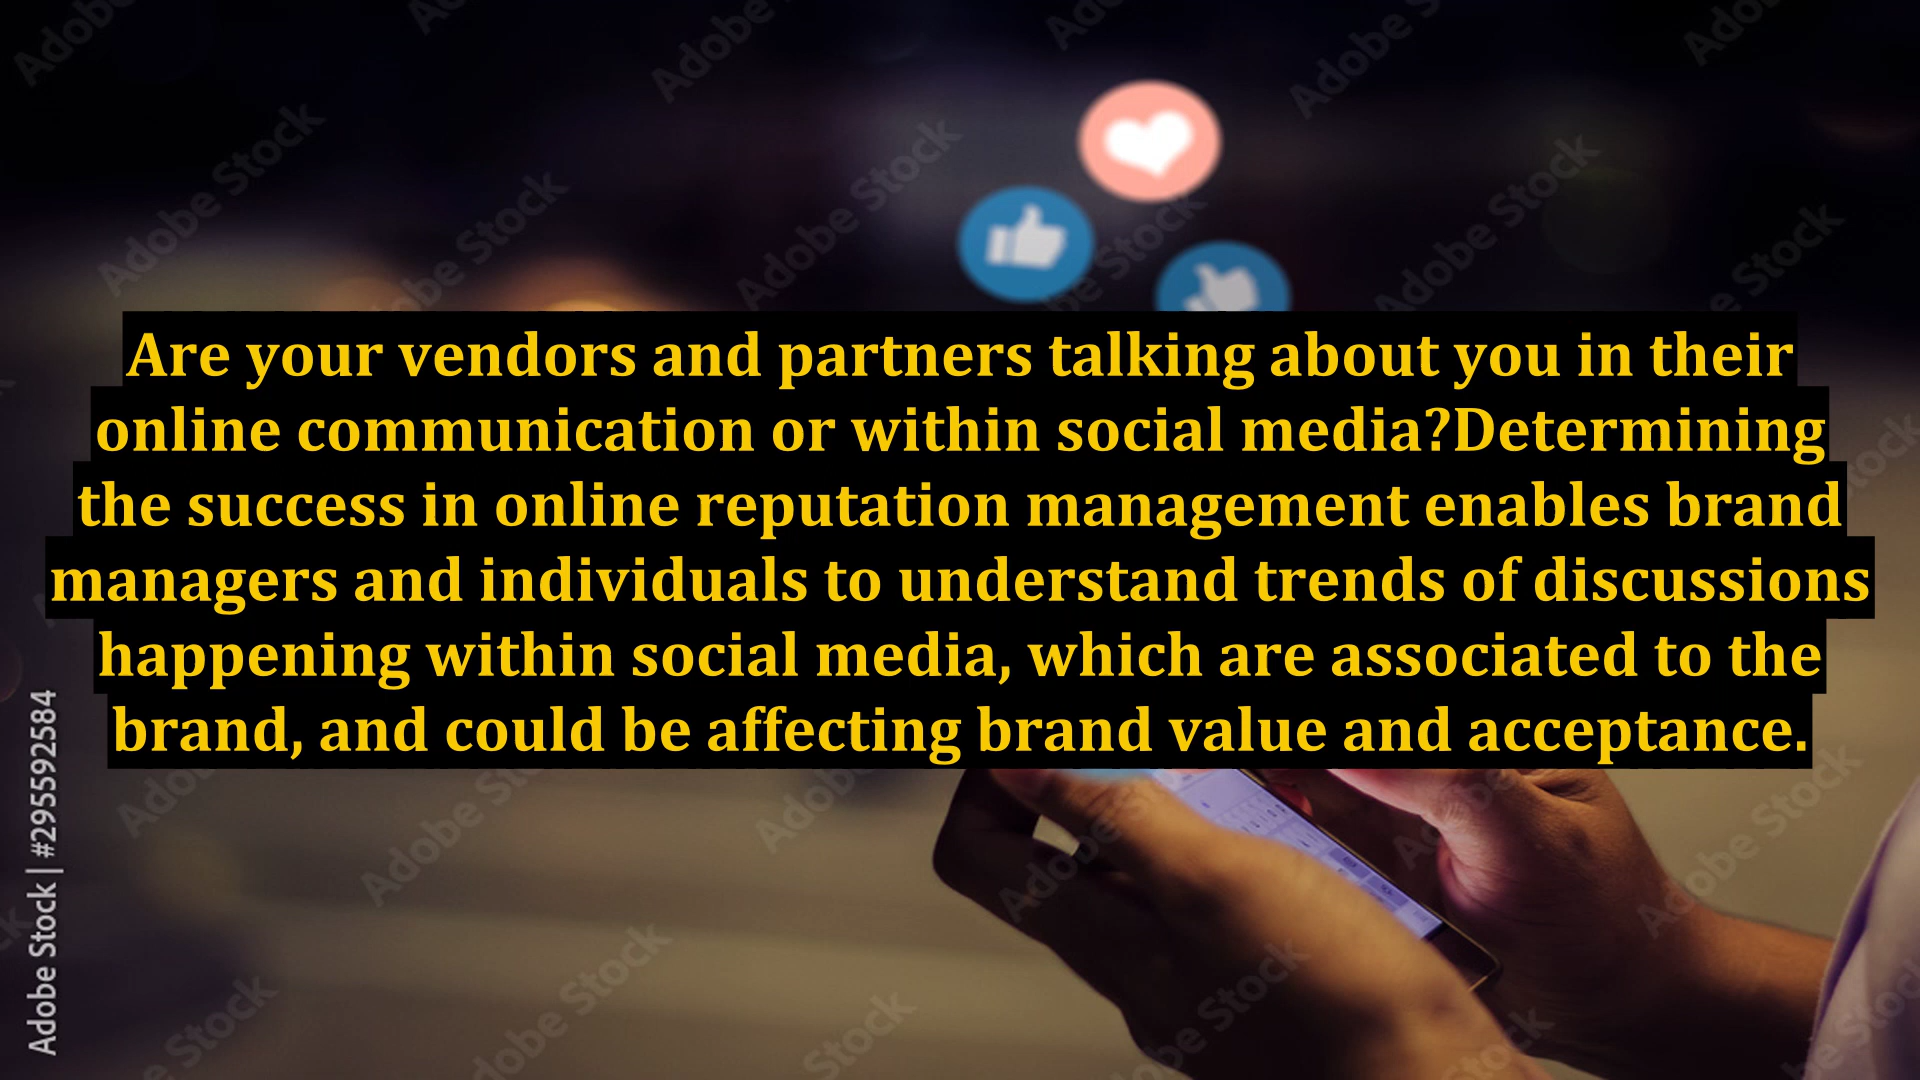 Are your vendors and partners talking about you in their
online communication or within social media?Determining
the success in online reputation management enables brand
managers and individuals to understand trends of discussions
happening within social media, which are associated to the
brand, and could be affecting brand value and acceptance.
Adobe Stock | #295592584
Adobe Stock